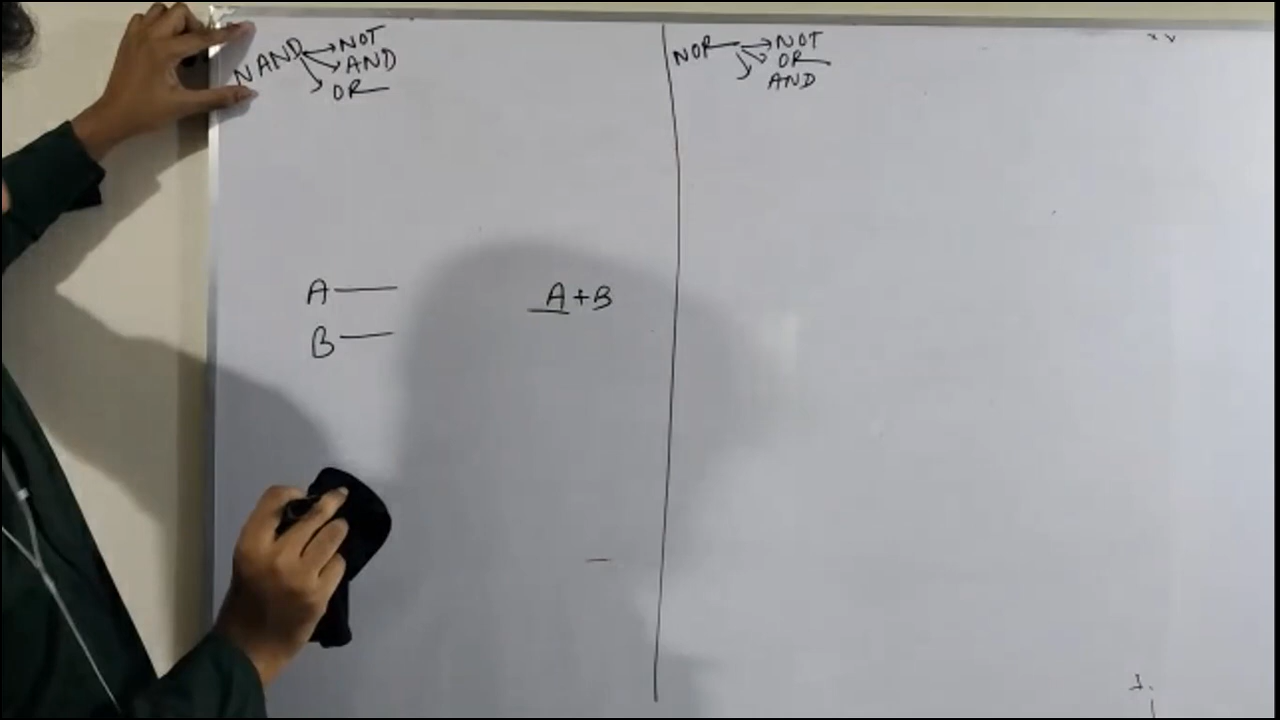 NAND NOT
AND
OR
A
B
A+B
NOR NOT
OR
AND